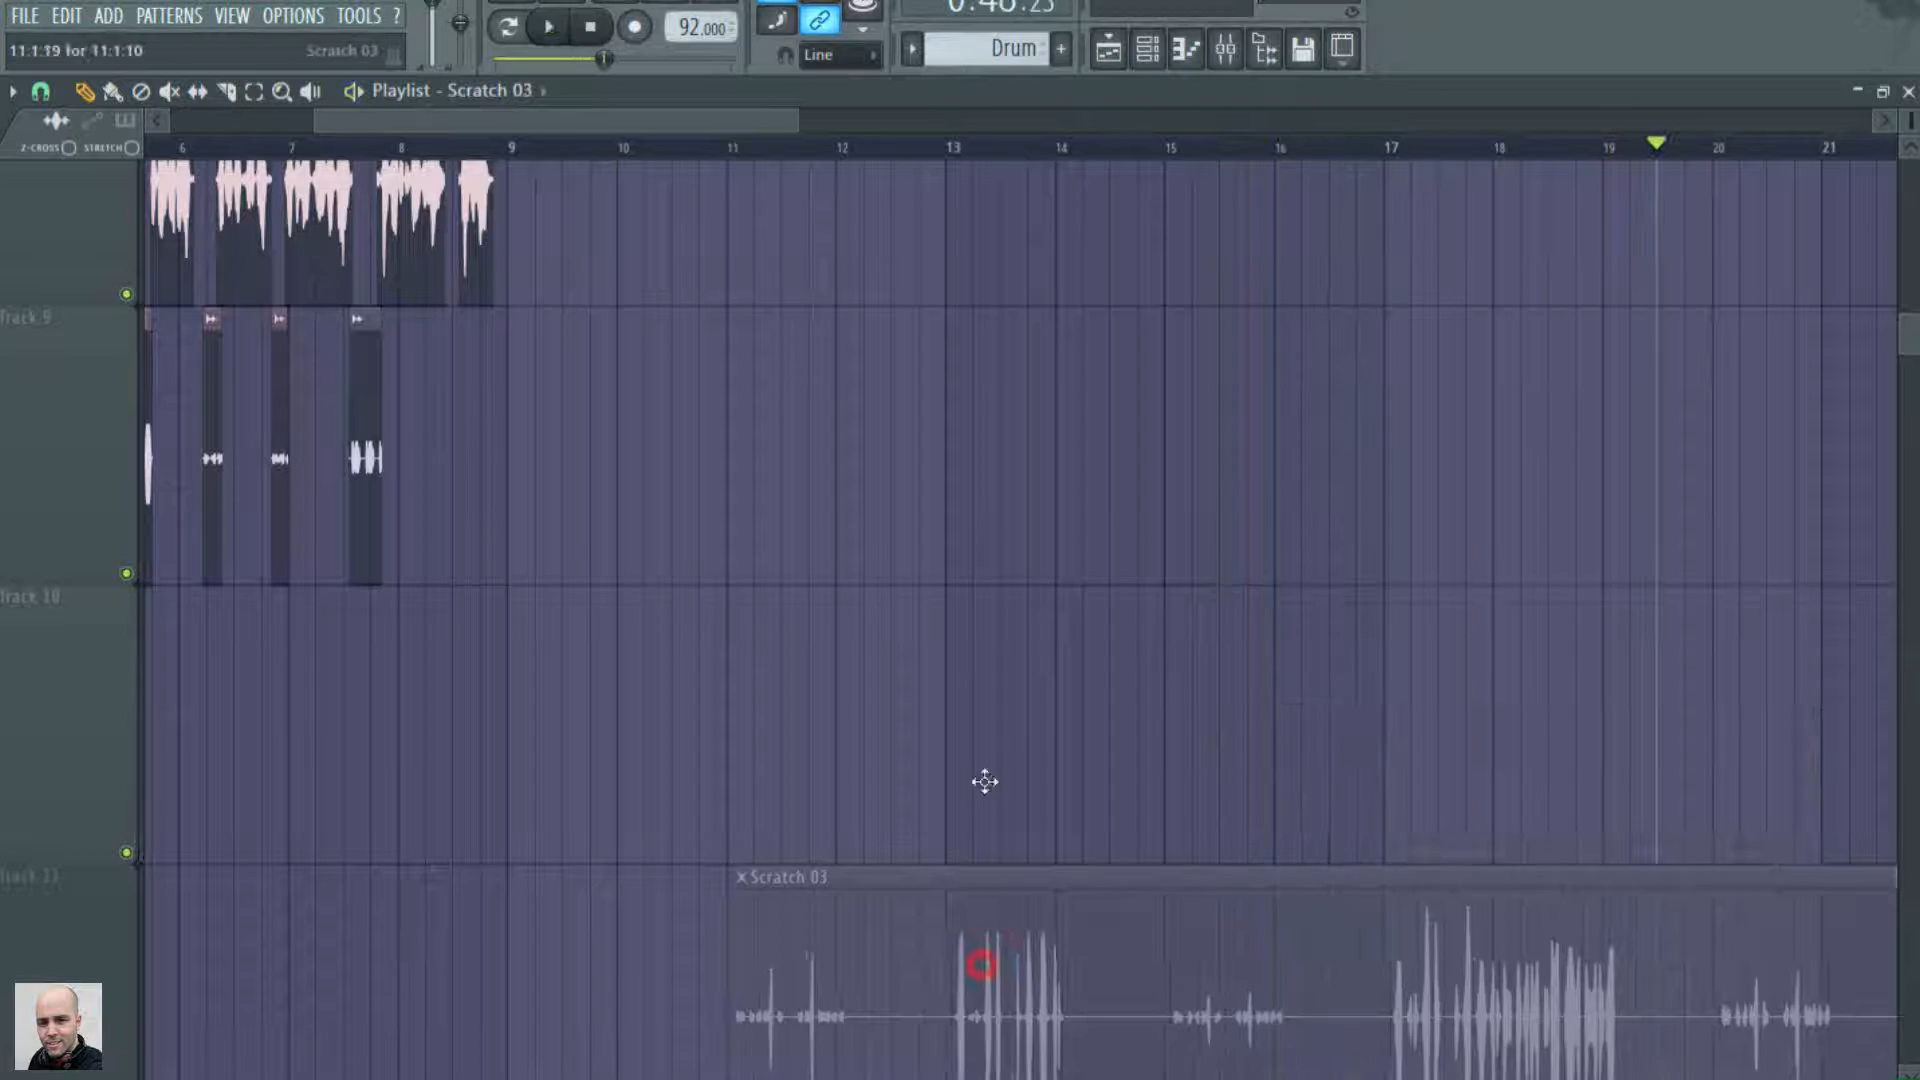 FILE EDIT ADD PATTERNS VIEW OPTIONS TOOLS ?
11:1:19 for 11:1:10 Scratch 03
92.000
Line
Drum +
Playlist - Scratch 03
Z-CROSS STRETCH
6 7 8 9 10 11 12 13 14 15 16 17 18 19 20 21
Track 9
Track 10
Scratch 03